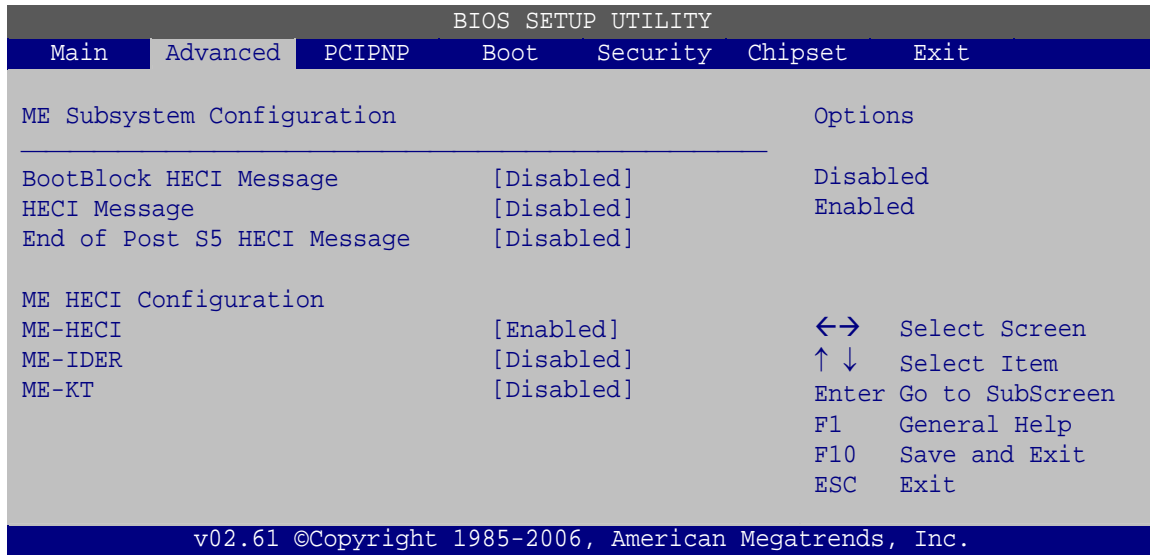 BIOS SETUP UTILITY
Main Advanced PCIPNP Boot Security Chipset Exit
ME Subsystem Configuration
BootBlock HECI Message [Disabled]
HECI Message [Disabled]
End of Post S5 HECI Message [Disabled]
ME HECI Configuration
ME-HECI [Enabled]
ME-IDER [Disabled]
ME-KT [Disabled]
Options
Disabled
Enabled
←→ Select Screen
↑ ↓ Select Item
Enter Go to SubScreen
F1 General Help
F10 Save and Exit
ESC Exit
v02.61 ©Copyright 1985-2006, American Megatrends, Inc.